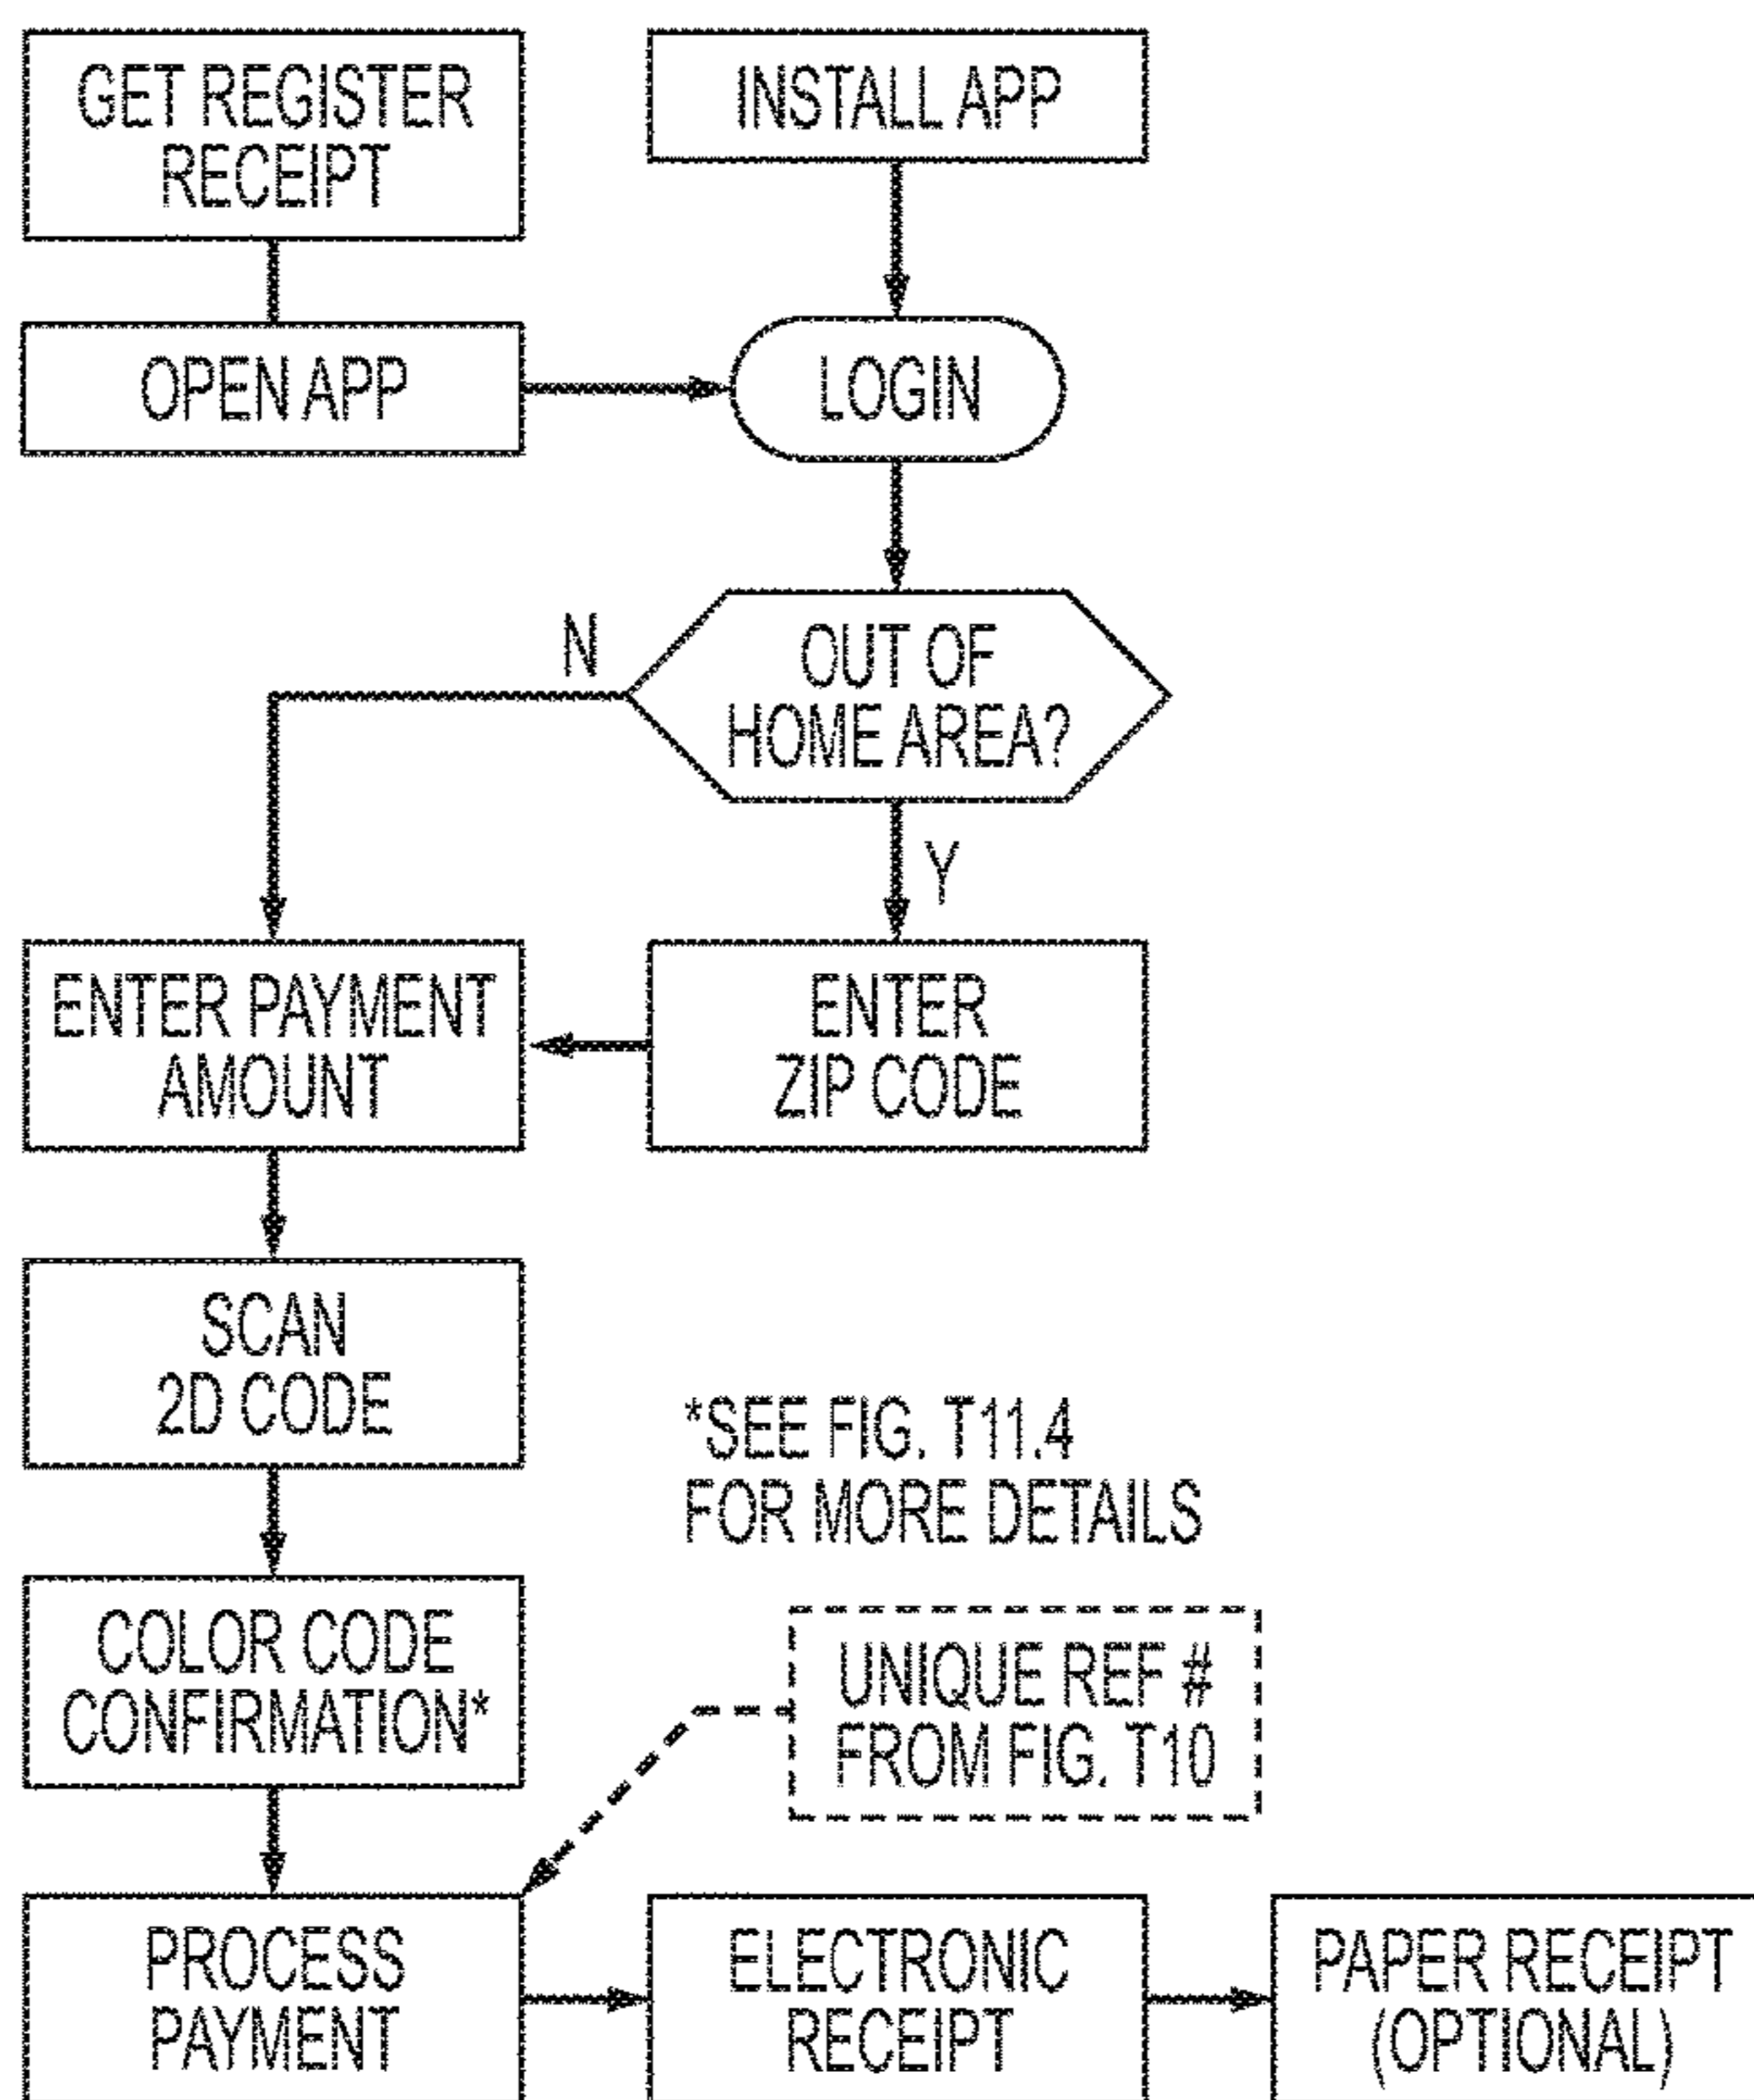 GET REGISTER
RECEIPT
INSTALL APP
OPEN APP
LOGIN
OUT OF
HOME AREA?
N
Y
ENTER PAYMENT
AMOUNT
ENTER
ZIP CODE
SCAN
2D CODE
*SEE FIG. T11.4
FOR MORE DETAILS
COLOR CODE
CONFIRMATION*
UNIQUE REF #
FROM FIG. T10
PROCESS
PAYMENT
ELECTRONIC
RECEIPT
PAPER RECEIPT
(OPTIONAL)